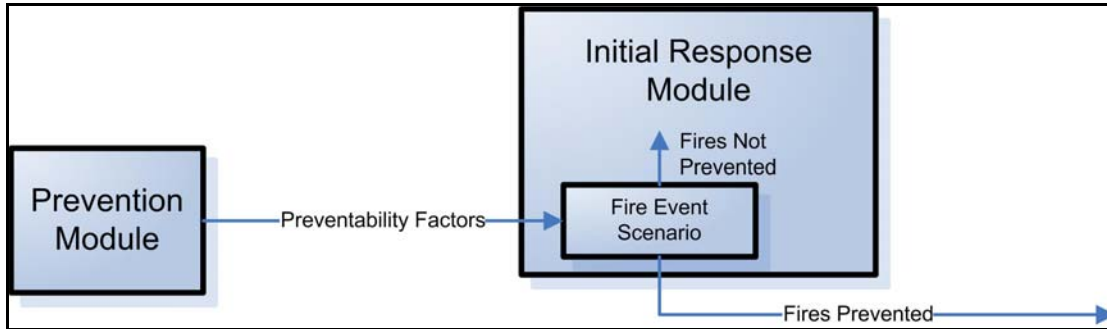 Initial Response
Module
Fires Not
Prevented
Prevention
Module
Preventability Factors
Fire Event
Scenario
Fires Prevented